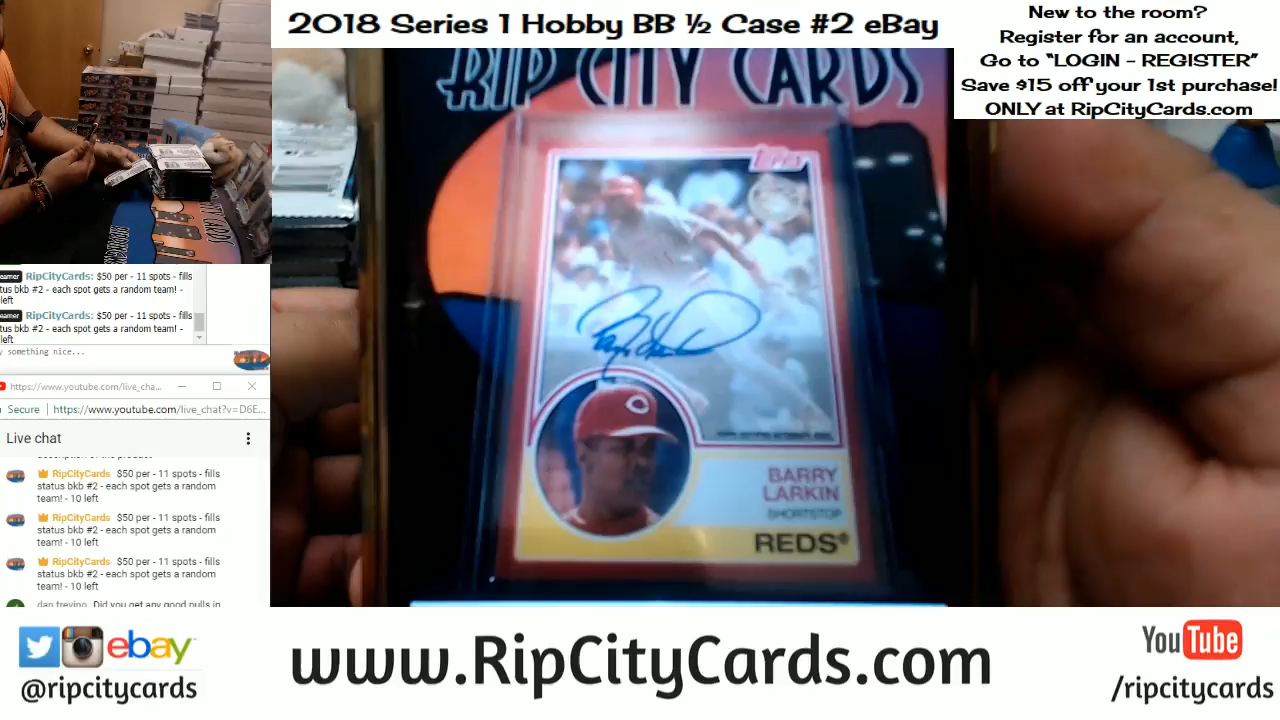 2018 Series 1 Hobby BB ½ Case #2 eBay
New to the room?
Register for an account,
Go to “LOGIN - REGISTER”
Save $15 off your 1st purchase!
ONLY at RipCityCards.com
RIP CITY CARDS
Topps
BARRY
LARKIN
SHORTSTOP
REDS®
RipCityCards: $50 per - 11 spots - fills
status bkb #2 - each spot gets a random team! -
left
RipCityCards: $50 per - 11 spots - fills
status bkb #2 - each spot gets a random team! -
left
something nice...
https://www.youtube.com/live_cha...
Secure https://www.youtube.com/live_chat?v=D6E...
Live chat
description of the product
RipCityCards $50 per - 11 spots - fills
status bkb #2 - each spot gets a random
team! - 10 left
RipCityCards $50 per - 11 spots - fills
status bkb #2 - each spot gets a random
team! - 10 left
RipCityCards $50 per - 11 spots - fills
status bkb #2 - each spot gets a random
team! - 10 left
dan trevino Did you get any good pulls in
ebay
@ripcitycards
www.RipCityCards.com
YouTube
/ripcitycards